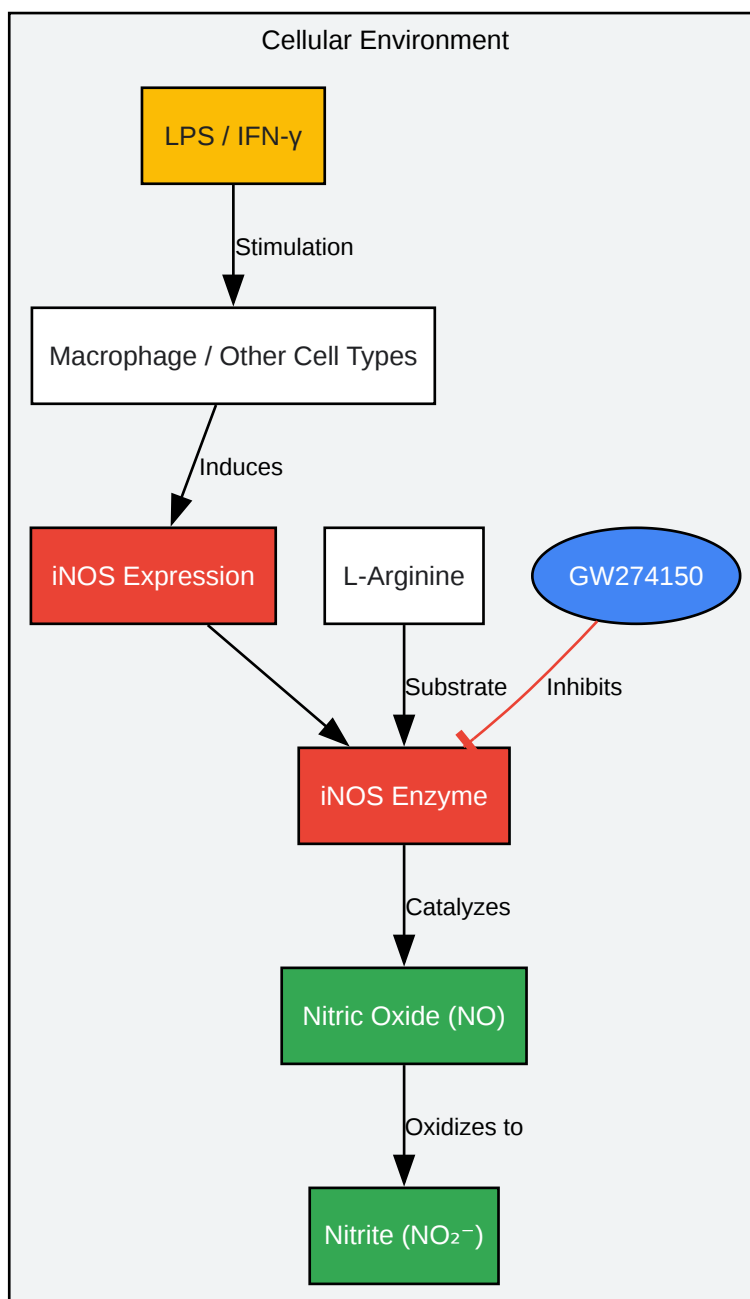 Cellular Environment
LPS / IFN-γ
Stimulation
Macrophage / Other Cell Types
Induces
iNOS Expression
L-Arginine
GW274150
Substrate
Inhibits
iNOS Enzyme
Catalyzes
Nitric Oxide (NO)
Oxidizes to
Nitrite (NO₂⁻)